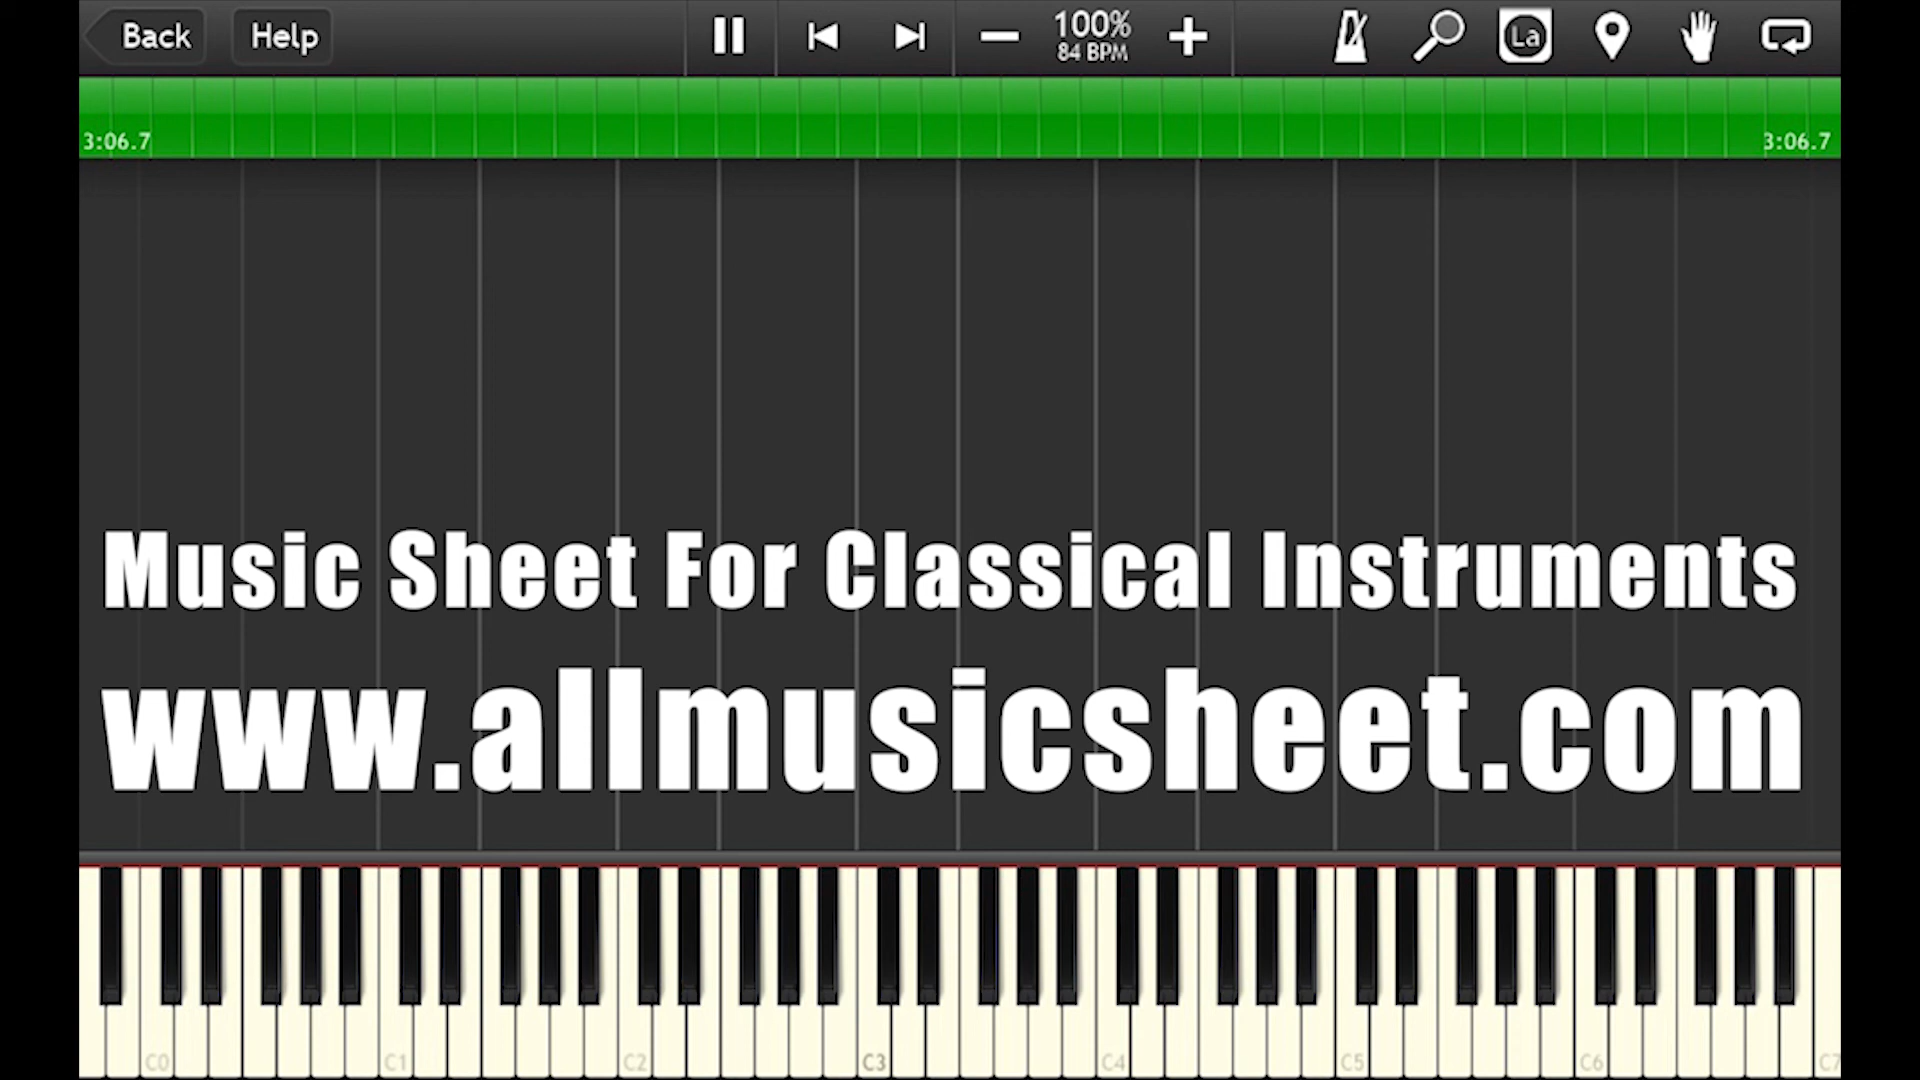 Back Help 100% La
84 BPM
3:06.7 3:06.7
Music Sheet For Classical Instruments
www.allmusicsheet.com
C0 C1 C2 C3 C4 C5 C6 C7